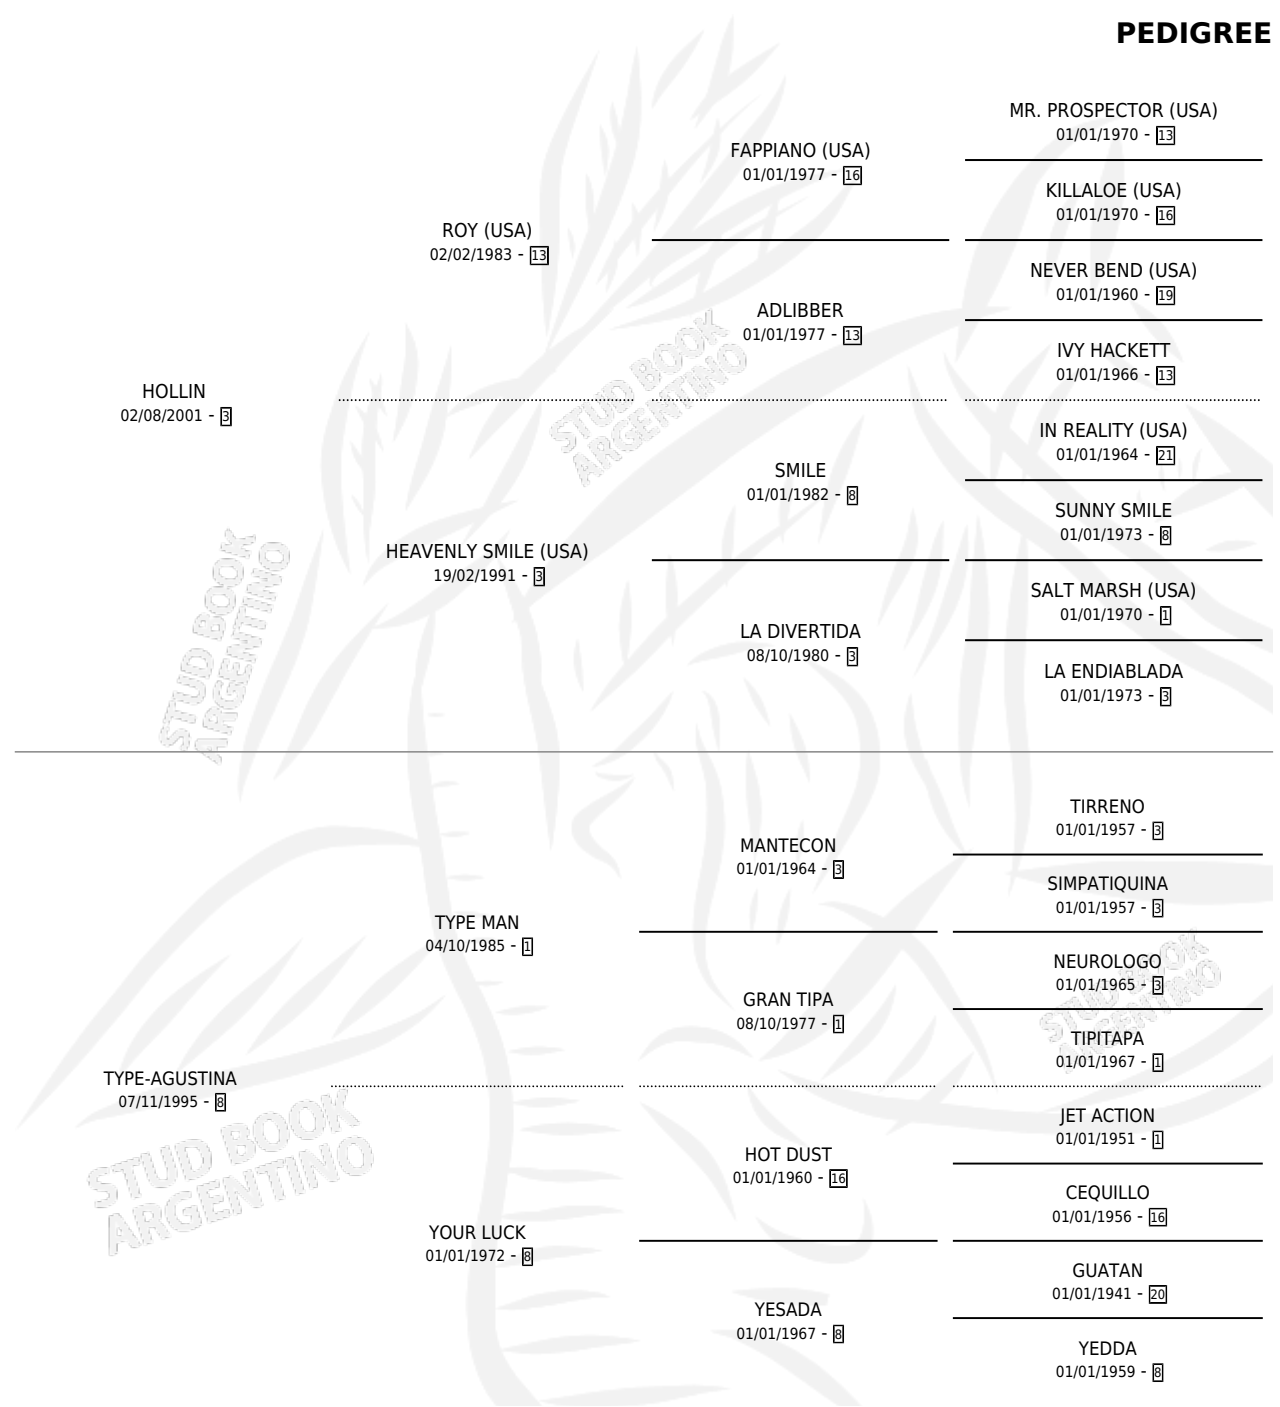 PEDIGREE
MR. PROSPECTOR (USA)
01/01/1970 - 13
FAPPIANO (USA)
01/01/1977 - 16
KILLALOE (USA)
01/01/1970 - 16
ROY (USA)
02/02/1983 - 13
NEVER BEND (USA)
01/01/1960 - 19
ADLIBBER
01/01/1977 - 13
IVY HACKETT
01/01/1966 - 13
HOLLIN
02/08/2001 - 3
IN REALITY (USA)
01/01/1964 - 21
SMILE
01/01/1982 - 8
SUNNY SMILE
01/01/1973 - 8
HEAVENLY SMILE (USA)
19/02/1991 - 3
SALT MARSH (USA)
01/01/1970 - 1
LA DIVERTIDA
08/10/1980 - 3
LA ENDIABLADA
01/01/1973 - 3
TIRRENO
01/01/1957 - 3
MANTECON
01/01/1964 - 3
SIMPATIQUINA
01/01/1957 - 3
TYPE MAN
04/10/1985 - 1
NEUROLOGO
01/01/1965 - 3
GRAN TIPA
08/10/1977 - 1
TIPITAPA
01/01/1967 - 1
TYPE-AGUSTINA
07/11/1995 - 8
JET ACTION
01/01/1951 - 1
HOT DUST
01/01/1960 - 16
CEQUILLO
01/01/1956 - 16
YOUR LUCK
01/01/1972 - 8
GUATAN
01/01/1941 - 20
YESADA
01/01/1967 - 8
YEDDA
01/01/1959 - 8
STUD BOOK
ARGENTINO
STUD BOOK
ARGENTINO
STUD BOOK
ARGENTINO
STUD BOOK
ARGENTINO